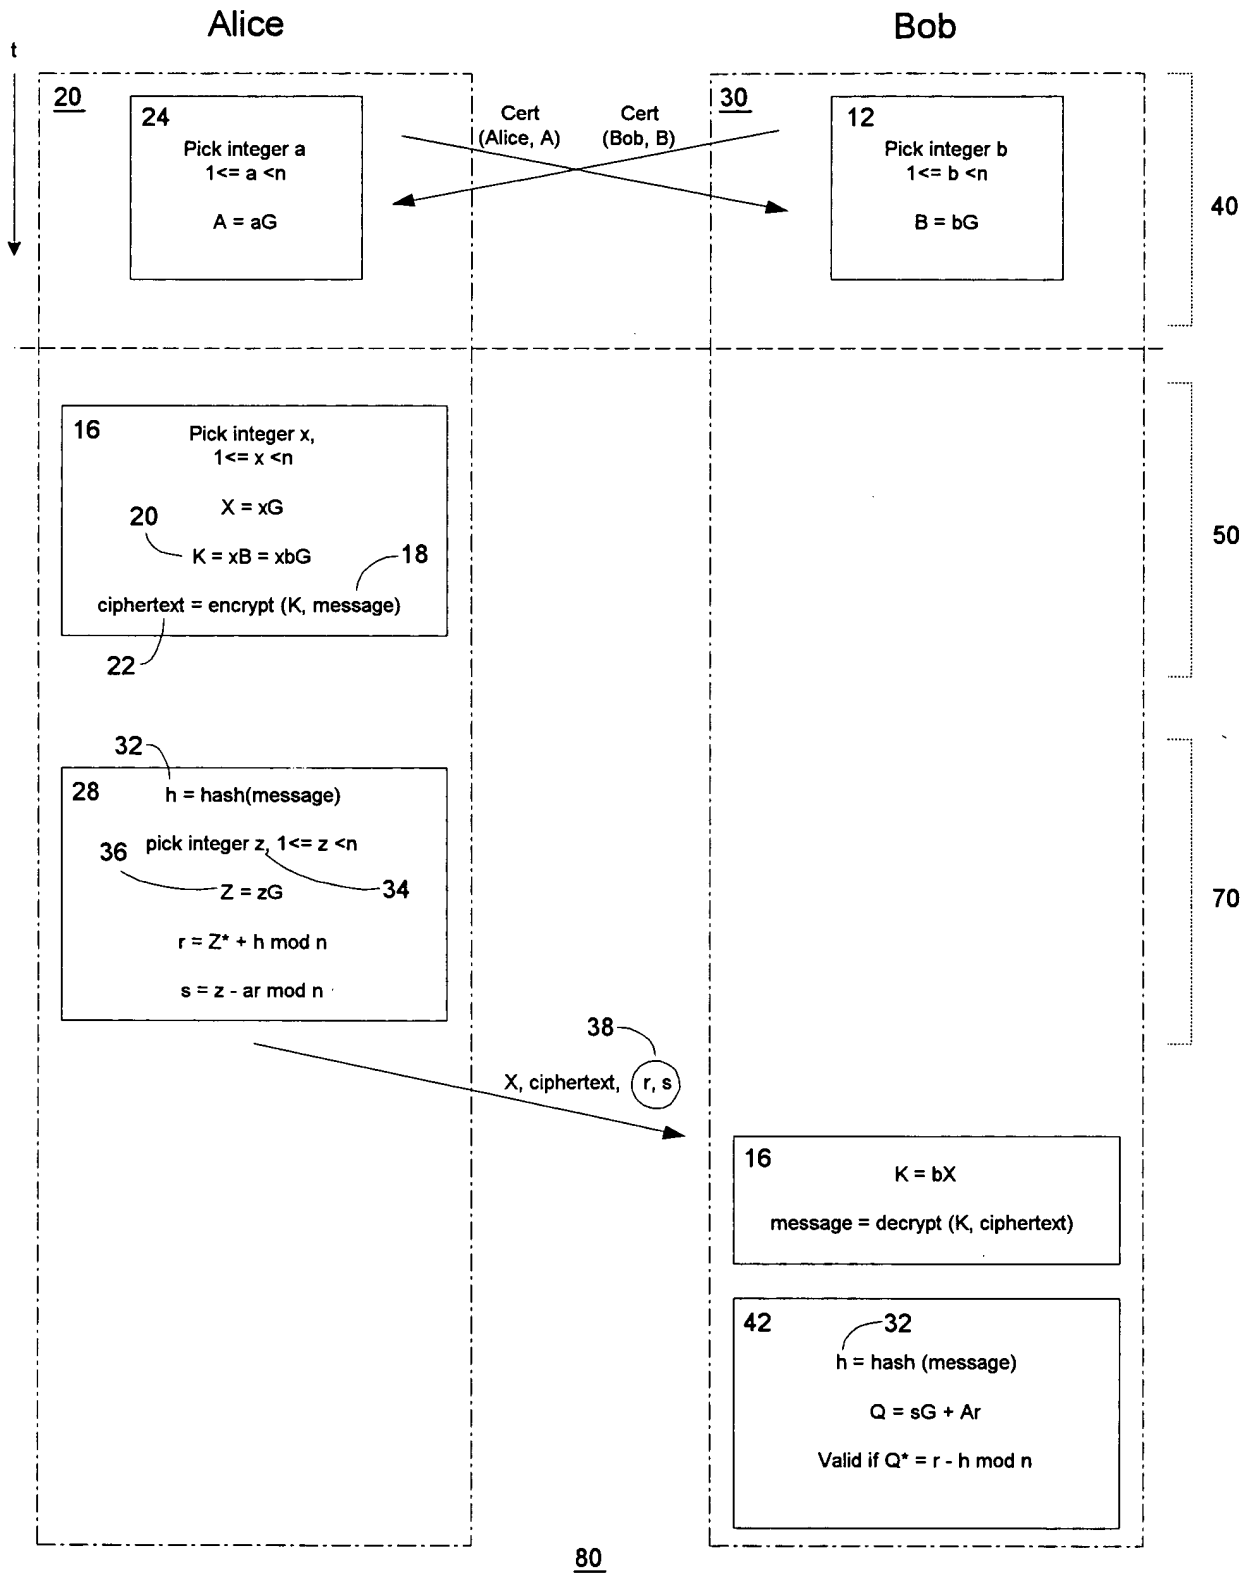 Alice
Bob
t
20
24
Pick integer a
1<= a <n
A = aG
Cert
(Alice, A)
Cert
(Bob, B)
30
12
Pick integer b
1<= b <n
B = bG
40
16
Pick integer x,
1<= x <n
X = xG
20
K = xB = xbG
18
ciphertext = encrypt (K, message)
22
50
32
28
h = hash(message)
pick integer z, 1<= z <n
36
Z = zG
34
r = Z* + h mod n
s = z - ar mod n
70
38
X, ciphertext, r, s
16
K = bX
message = decrypt (K, ciphertext)
42
32
h = hash (message)
Q = sG + Ar
Valid if Q* = r - h mod n
80